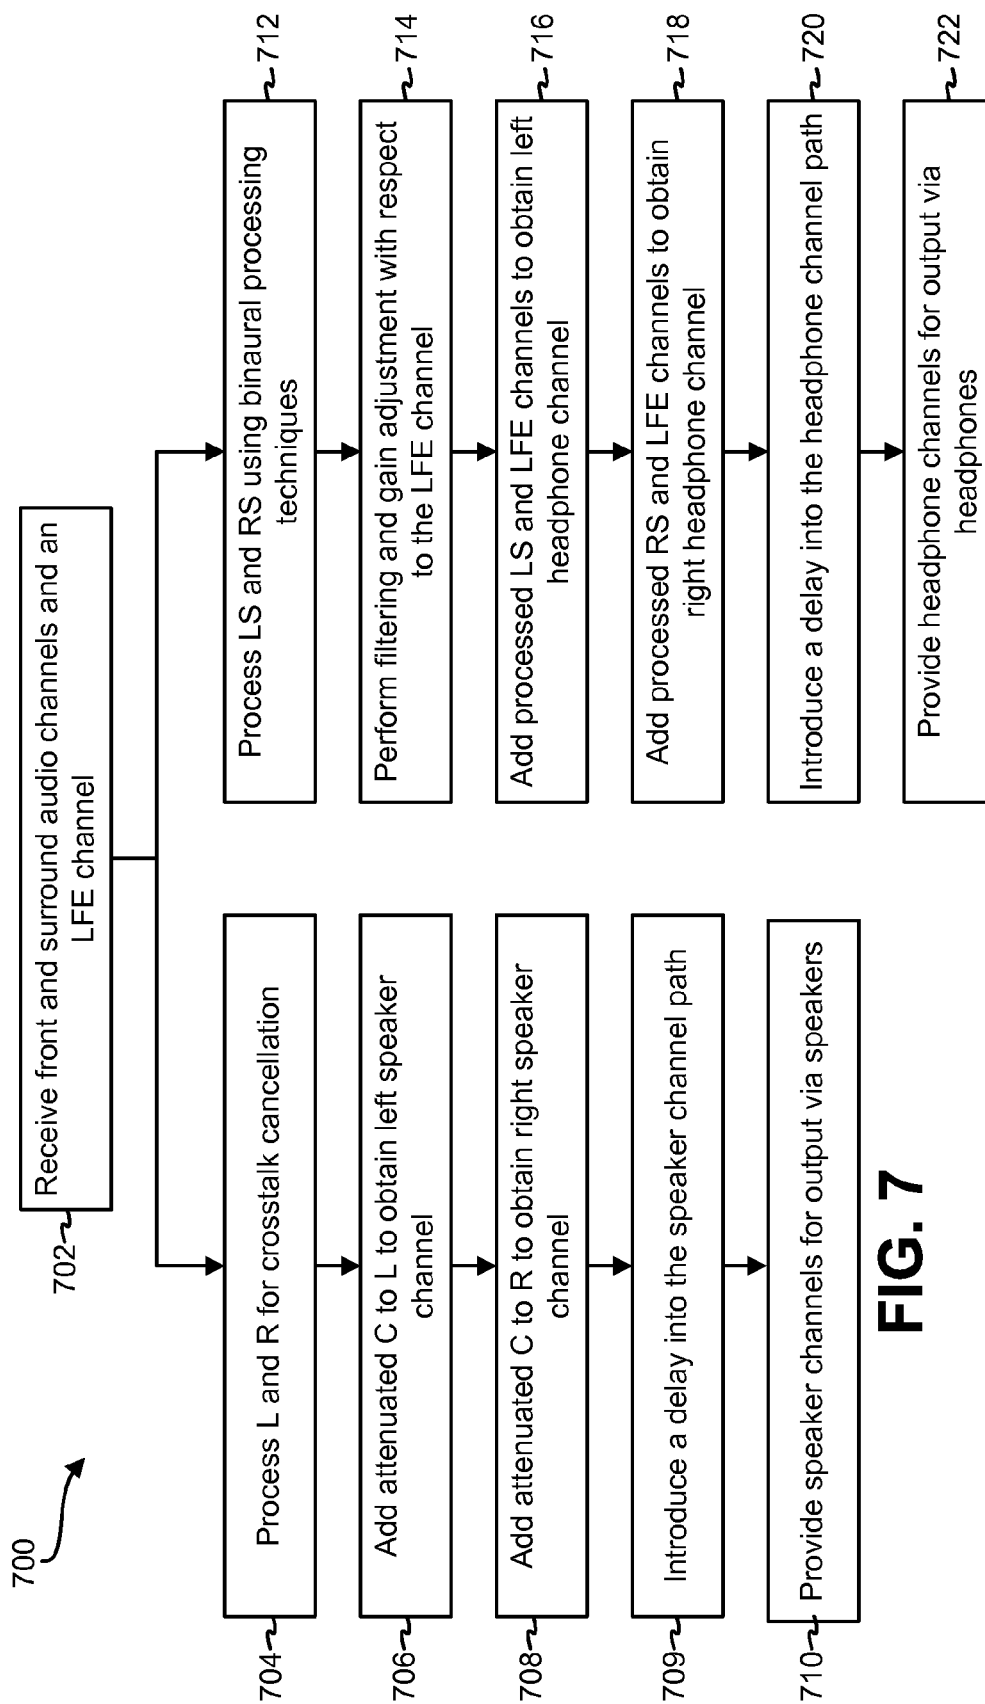 700
702
Receive front and surround audio channels and an
LFE channel
704
Process L and R for crosstalk cancellation
706
Add attenuated C to L to obtain left speaker
channel
708
Add attenuated C to R to obtain right speaker
channel
709
Introduce a delay into the speaker channel path
710
Provide speaker channels for output via speakers
Process LS and RS using binaural processing
techniques
712
Perform filtering and gain adjustment with respect
to the LFE channel
714
Add processed LS and LFE channels to obtain left
headphone channel
716
Add processed RS and LFE channels to obtain
right headphone channel
718
Introduce a delay into the headphone channel path
720
Provide headphone channels for output via
headphones
722
FIG. 7